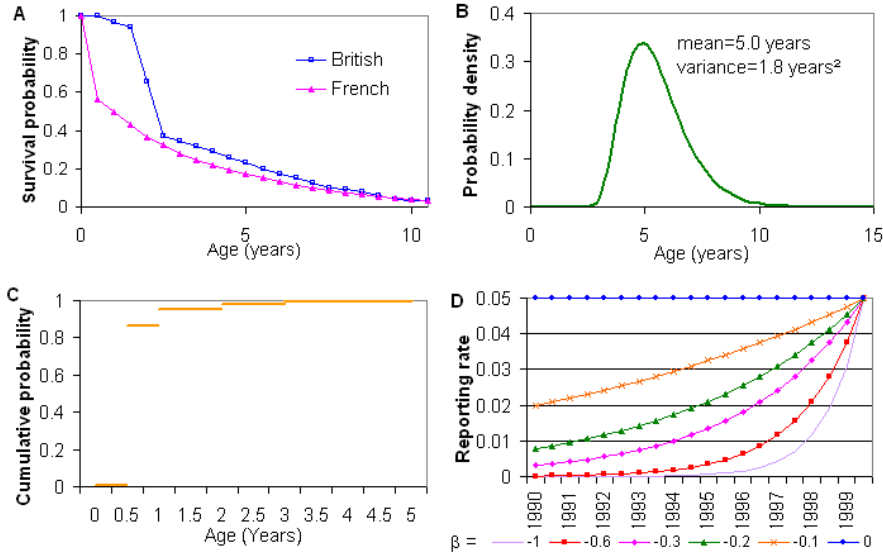 A
Survival probability
1
0.8
0.6
0.4
0.2
0
0 5 10
Age (years)
British
French
B
Probability density
0.4
0.3
0.2
0.1
0.0
0 5 10 15
Age (years)
mean=5.0 years
variance=1.8 years²
C
Cumulative probability
1
0.8
0.6
0.4
0.2
0
0 0.5 1 1.5 2 2.5 3 3.5 4 4.5 5
Age (Years)
D
Reporting rate
0.05
0.04
0.03
0.02
0.01
0
1990 1991 1992 1993 1994 1995 1996 1997 1998 1999
β = -1 -0.6 -0.3 -0.2 -0.1 0